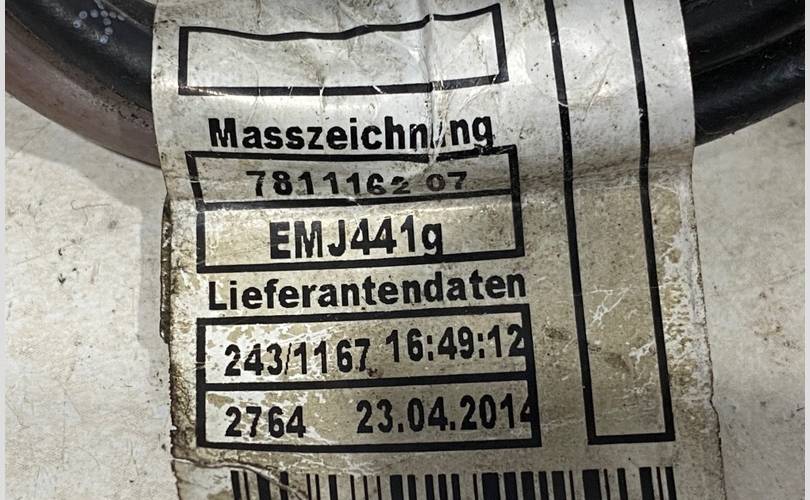 Masszeichnung
7811162 07
EMJ441g
Lieferantendaten
243/1167 16:49:12
2764 23.04.2014